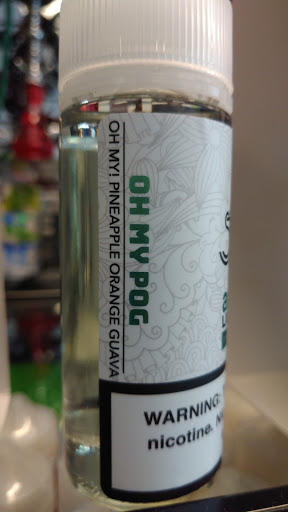 OH MY POG
OH MY! PINEAPPLE ORANGE GUAVA
WARNING:
nicotine.